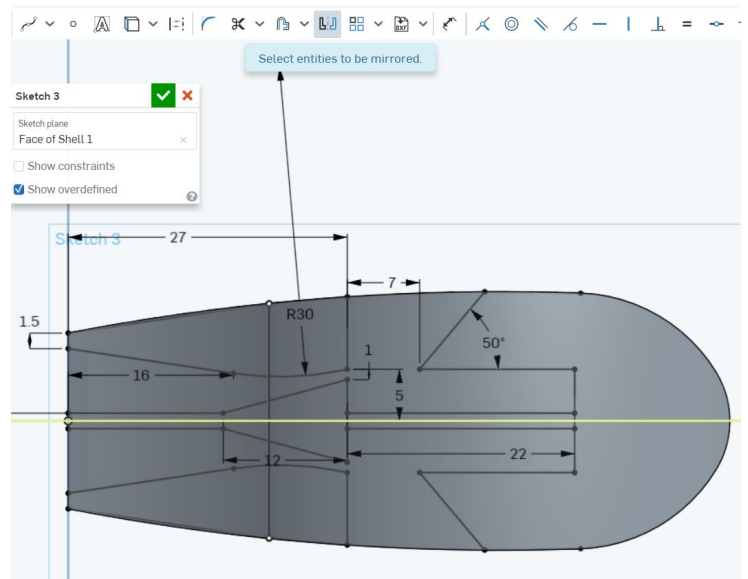 DXF
Select entities to be mirrored.
Sketch 3
Sketch plane
Face of Shell 1
Show constraints
Show overdefined
Sketch 3
27
7
1.5
R30
1
50°
16
5
12
22